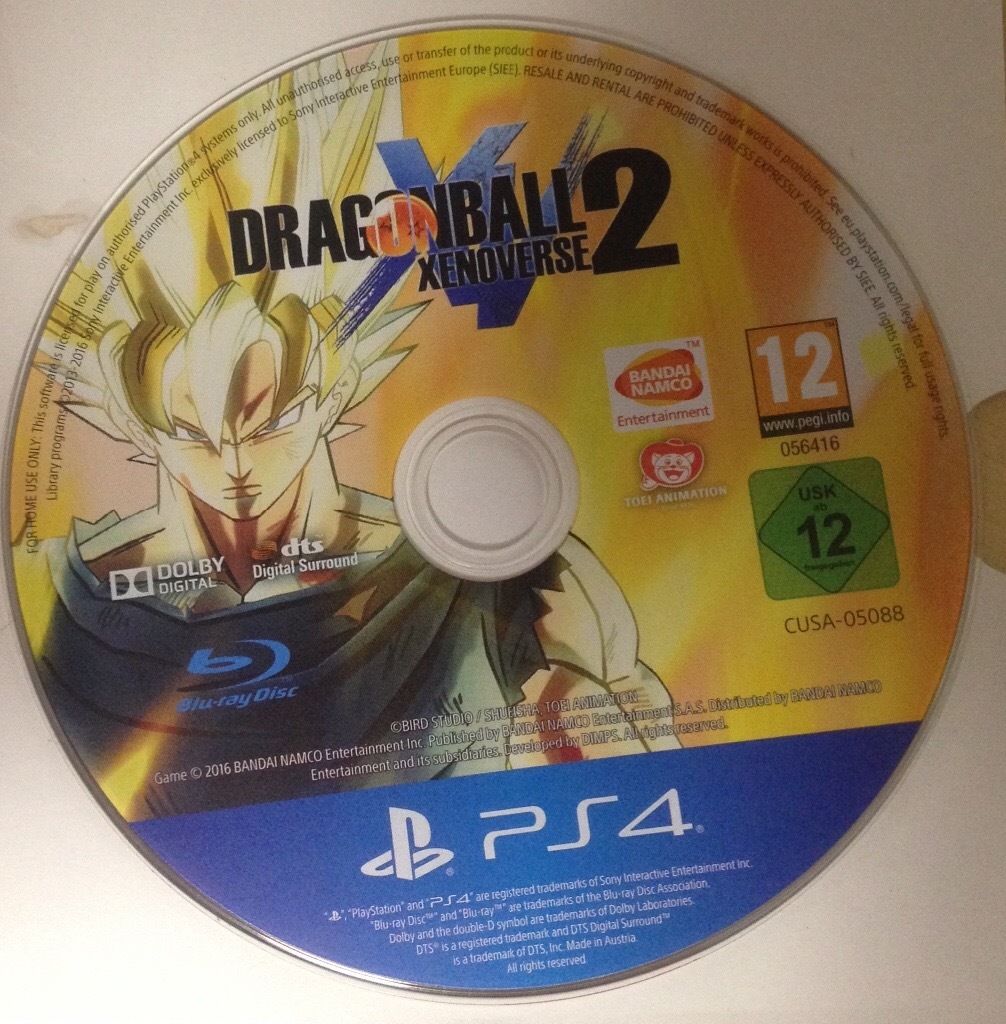 FOR HOME USE ONLY: This software is licensed for play on authorised PlayStation®4 systems only. All unauthorised access, use or transfer of the product or its underlying copyright and trademark works is prohibited. See eu.playstation.com/legal for full usage rights.
Library programs ©2013-2016 Sony Interactive Entertainment Inc. exclusively licensed to Sony Interactive Entertainment Europe (SIEE). RESALE AND RENTAL ARE PROHIBITED UNLESS EXPRESSLY AUTHORISED BY SIEE. All rights reserved.
DRAGONBALL
XENOVERSE 2
BANDAI
NAMCO
TM
Entertainment
TOEI ANIMATION
12
www.pegi.info
056416
USK
ab
12
freigegeben
CUSA-05088
DOLBY
DIGITAL
dts
Digital Surround
Blu-ray Disc
©BIRD STUDIO / SHUEISHA, TOEI ANIMATION
Game © 2016 BANDAI NAMCO Entertainment Inc. Published by BANDAI NAMCO Entertainment S.A.S. Distributed by BANDAI NAMCO
Entertainment and its subsidiaries. Developed by DIMPS. All rights reserved.
PS4®
" ", "PlayStation" and "PS4" are registered trademarks of Sony Interactive Entertainment Inc.
"Blu-ray Disc™" and "Blu-ray™" are trademarks of the Blu-ray Disc Association.
Dolby and the double-D symbol are trademarks of Dolby Laboratories.
DTS® is a registered trademark and DTS Digital Surround™
is a trademark of DTS, Inc. Made in Austria.
All rights reserved.